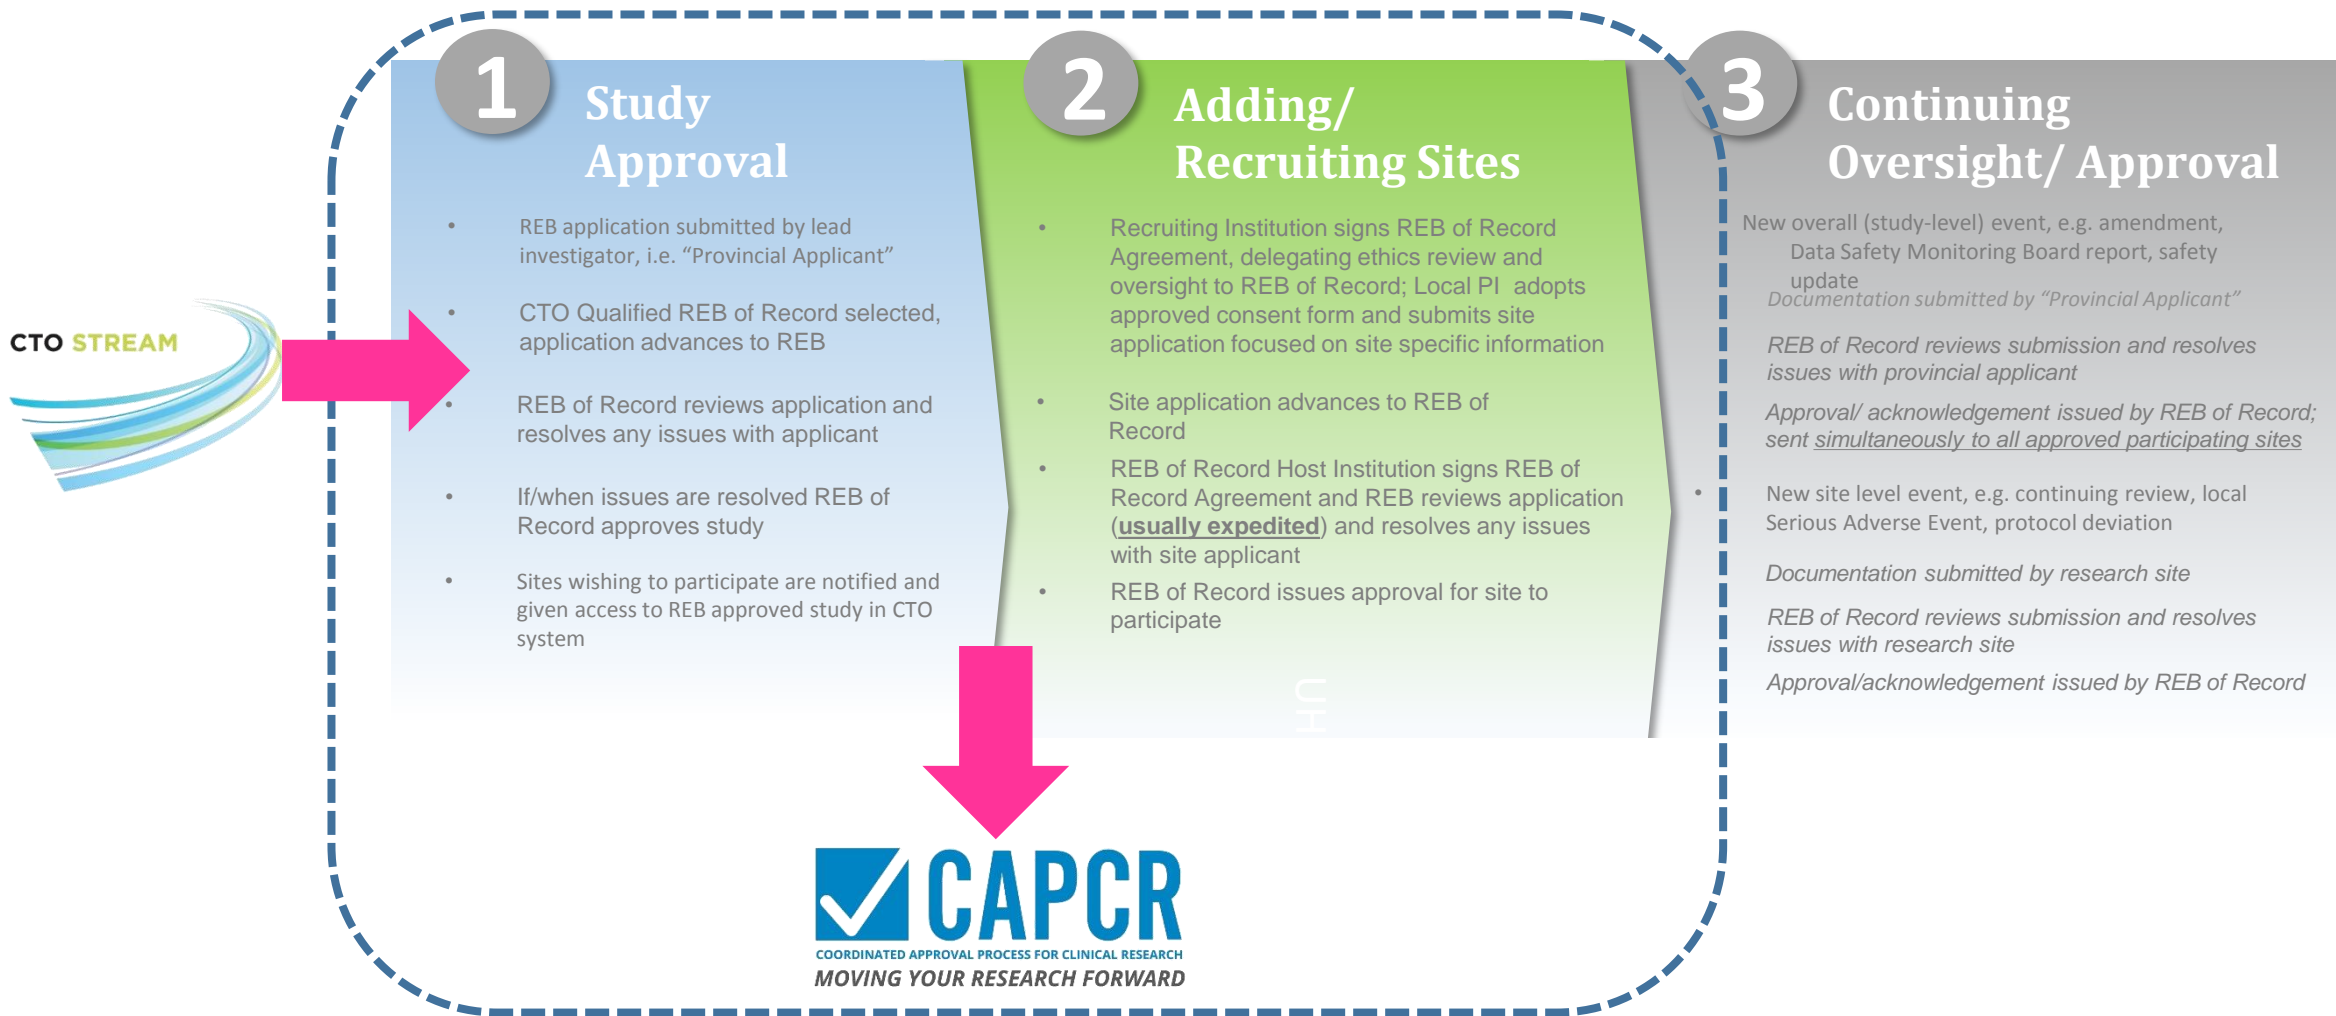 CTO STREAM
1
Study
Approval
• REB application submitted by lead
investigator, i.e. “Provincial Applicant”
• CTO Qualified REB of Record selected,
application advances to REB
• REB of Record reviews application and
resolves any issues with applicant
• If/when issues are resolved REB of
Record approves study
• Sites wishing to participate are notified and
given access to REB approved study in CTO
system
2
Adding/
Recruiting Sites
• Recruiting Institution signs REB of Record
Agreement, delegating ethics review and
oversight to REB of Record; Local PI adopts
approved consent form and submits site
application focused on site specific information
• Site application advances to REB of
Record
• REB of Record Host Institution signs REB of
Record Agreement and REB reviews application
(usually expedited) and resolves any issues
with site applicant
• REB of Record issues approval for site to
participate
UH
3
Continuing
Oversight/ Approval
New overall (study-level) event, e.g. amendment,
Data Safety Monitoring Board report, safety
update
Documentation submitted by “Provincial Applicant”
REB of Record reviews submission and resolves
issues with provincial applicant
Approval/ acknowledgement issued by REB of Record;
sent simultaneously to all approved participating sites
• New site level event, e.g. continuing review, local
Serious Adverse Event, protocol deviation
Documentation submitted by research site
REB of Record reviews submission and resolves
issues with research site
Approval/acknowledgement issued by REB of Record
CAPCR
COORDINATED APPROVAL PROCESS FOR CLINICAL RESEARCH
MOVING YOUR RESEARCH FORWARD